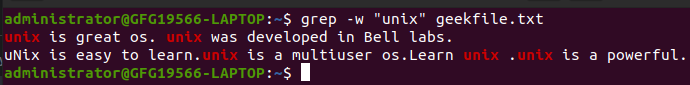 administrator@GFG19566-LAPTOP:~$ grep -w "unix" geekfile.txt
unix is great os. unix was developed in Bell labs.
uNix is easy to learn.unix is a multiuser os.Learn unix .unix is a powerful.
administrator@GFG19566-LAPTOP:~$